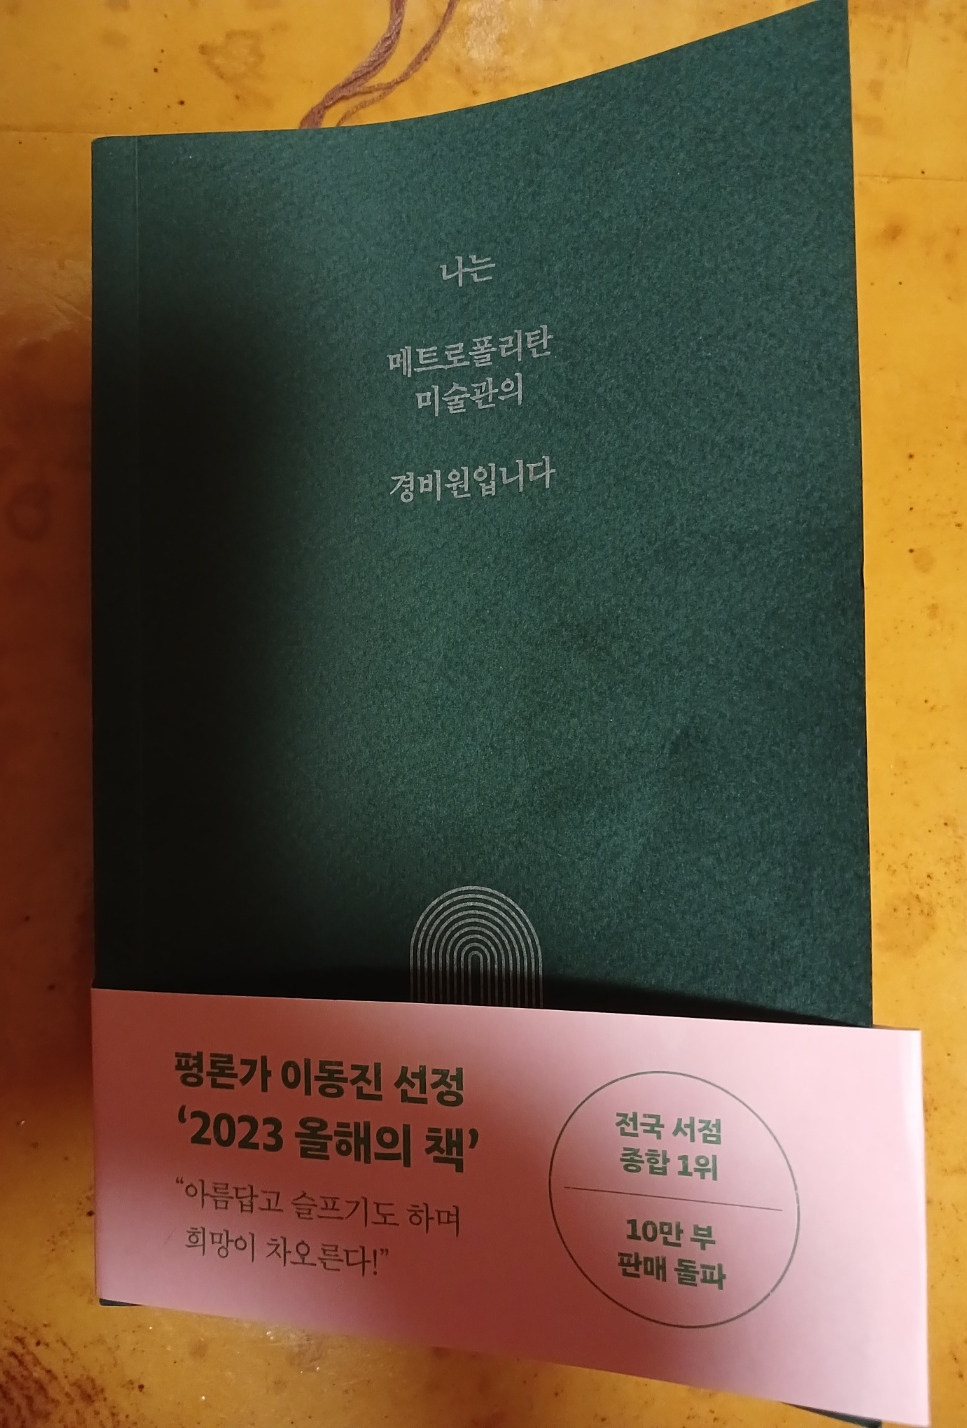 나는
메트로폴리탄
미술관의
경비원입니다
평론가 이동진 선정
‘2023 올해의 책’
“아름답고 슬프기도 하며
희망이 차오른다!”
전국 서점
종합 1위
10만 부
판매 돌파